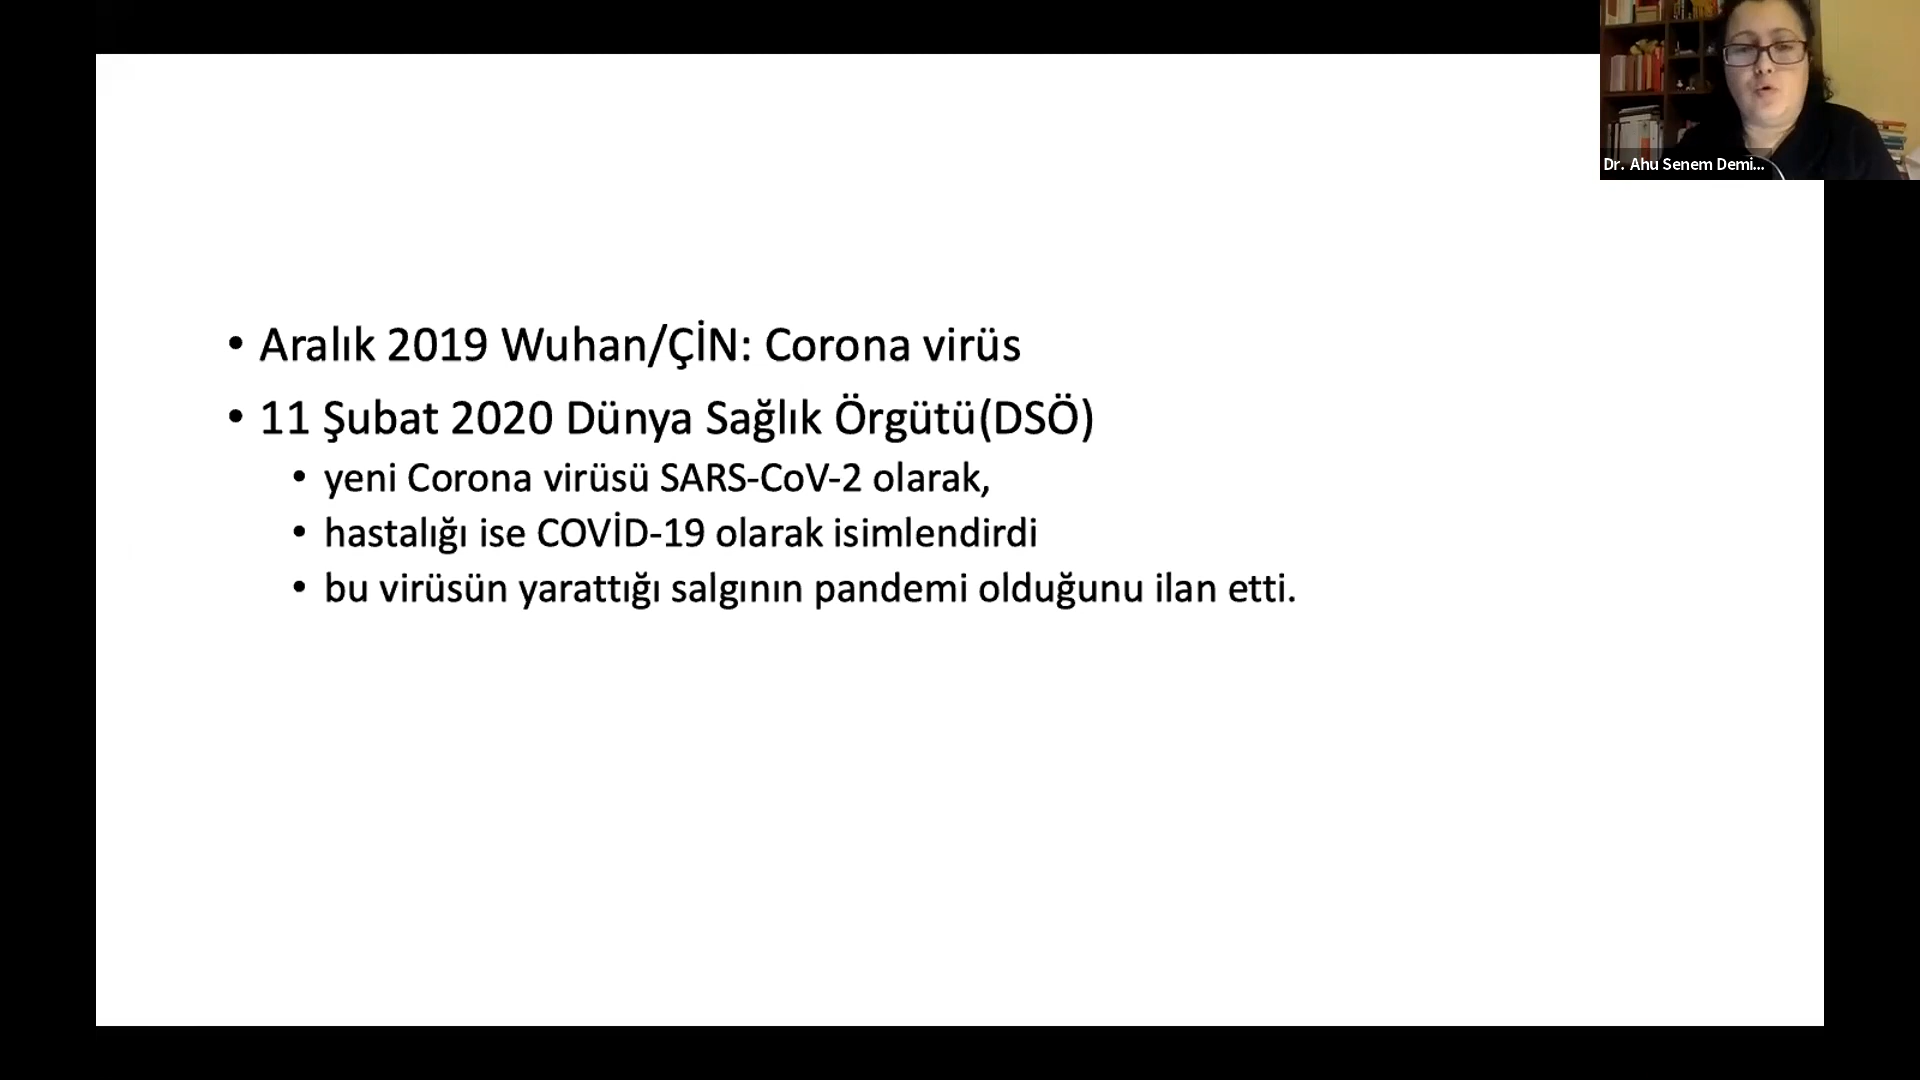 Dr. Ahu Senem Demi...
• Aralık 2019 Wuhan/ÇİN: Corona virüs
• 11 Şubat 2020 Dünya Sağlık Örgütü(DSÖ)
• yeni Corona virüsü SARS-CoV-2 olarak,
• hastalığı ise COVİD-19 olarak isimlendirdi
• bu virüsün yarattığı salgının pandemi olduğunu ilan etti.